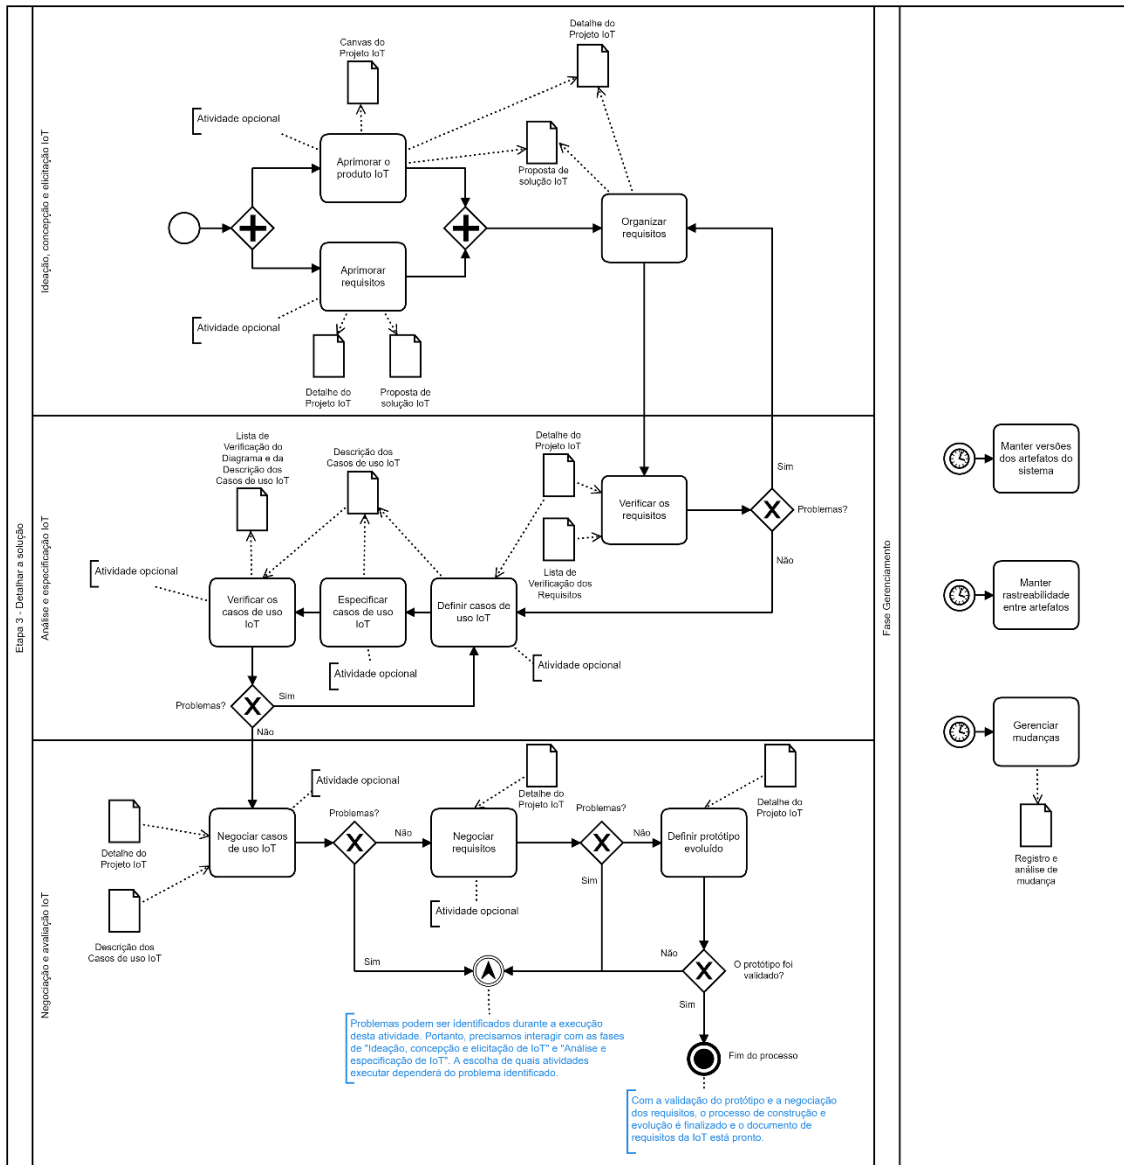 Etapa 3 - Detalhar a solução
Ideação, concepção e elicitação IoT
Canvas do
Projeto IoT
Detalhe do
Projeto IoT
Atividade opcional
Aprimorar o
produto IoT
Proposta de
solução IoT
Organizar
requisitos
Aprimorar
requisitos
Atividade opcional
Detalhe do
Projeto IoT
Proposta de
solução IoT
Análise e especificação IoT
Lista de
Verificação do
Diagrama e da
Descrição dos
Casos de uso IoT
Descrição dos
Casos de uso IoT
Detalhe do
Projeto IoT
Sim
Verificar os
requisitos
Problemas?
Não
Lista de
Verificação dos
Requisitos
Atividade opcional
Verificar os
casos de uso
IoT
Especificar
casos de uso
IoT
Definir casos de
uso IoT
Atividade opcional
Atividade opcional
Problemas?
Sim
Não
Negociação e avaliação IoT
Atividade opcional
Detalhe do
Projeto IoT
Descrição dos
Casos de uso IoT
Negociar casos
de uso IoT
Problemas?
Não
Sim
Detalhe do
Projeto IoT
Negociar
requisitos
Atividade opcional
Problemas?
Não
Sim
Detalhe do
Projeto IoT
Definir protótipo
evoluído
Não
O protótipo foi
validado?
Sim
Problemas podem ser identificados durante a execução
desta atividade. Portanto, precisamos interagir com as fases
de "Ideação, concepção e elicitação de IoT" e "Análise e
especificação de IoT". A escolha de quais atividades
executar dependerá do problema identificado.
Fim do processo
Com a validação do protótipo e a negociação
dos requisitos, o processo de construção e
evolução é finalizado e o documento de
requisitos da IoT está pronto.
Fase Gerenciamento
Manter versões
dos artefatos do
sistema
Manter
rastreabilidade
entre artefatos
Gerenciar
mudanças
Registro e
análise de
mudança